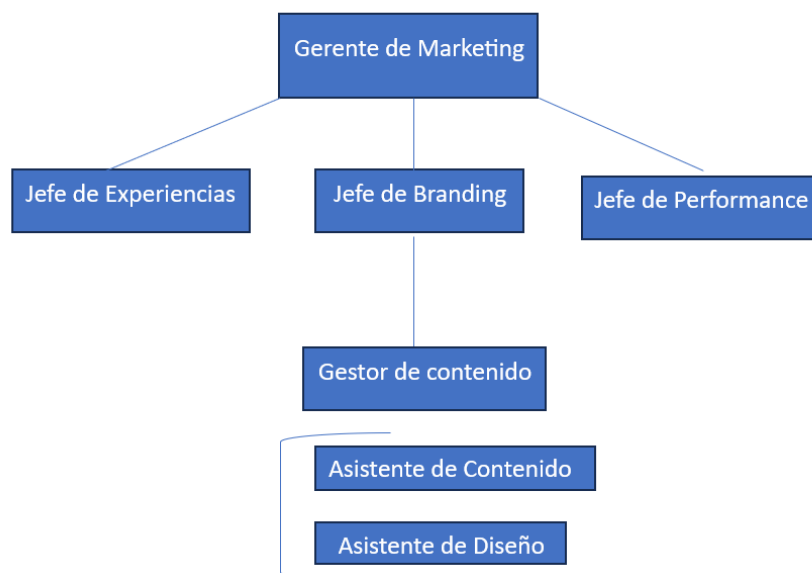 Gerente de Marketing
Jefe de Experiencias
Jefe de Branding
Jefe de Performance
Gestor de contenido
Asistente de Contenido
Asistente de Diseño